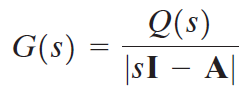 G(s) = Q(s) / |sI − A|